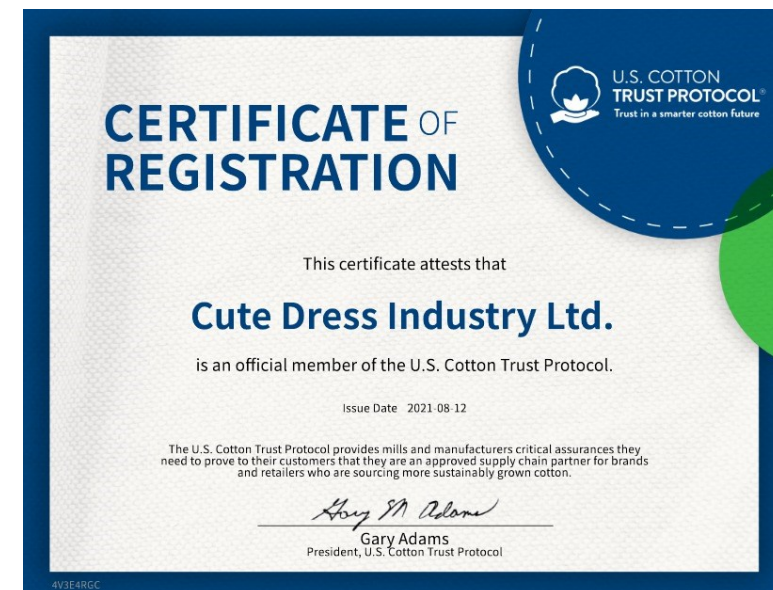 U.S. COTTON
TRUST PROTOCOL®
Trust in a smarter cotton future
CERTIFICATE OF
REGISTRATION
This certificate attests that
Cute Dress Industry Ltd.
is an official member of the U.S. Cotton Trust Protocol.
Issue Date 2021-08-12
The U.S. Cotton Trust Protocol provides mills and manufacturers critical assurances they
need to prove to their customers that they are an approved supply chain partner for brands
and retailers who are sourcing more sustainably grown cotton.
Gary M Adams
Gary Adams
President, U.S. Cotton Trust Protocol
4V3E4RGC